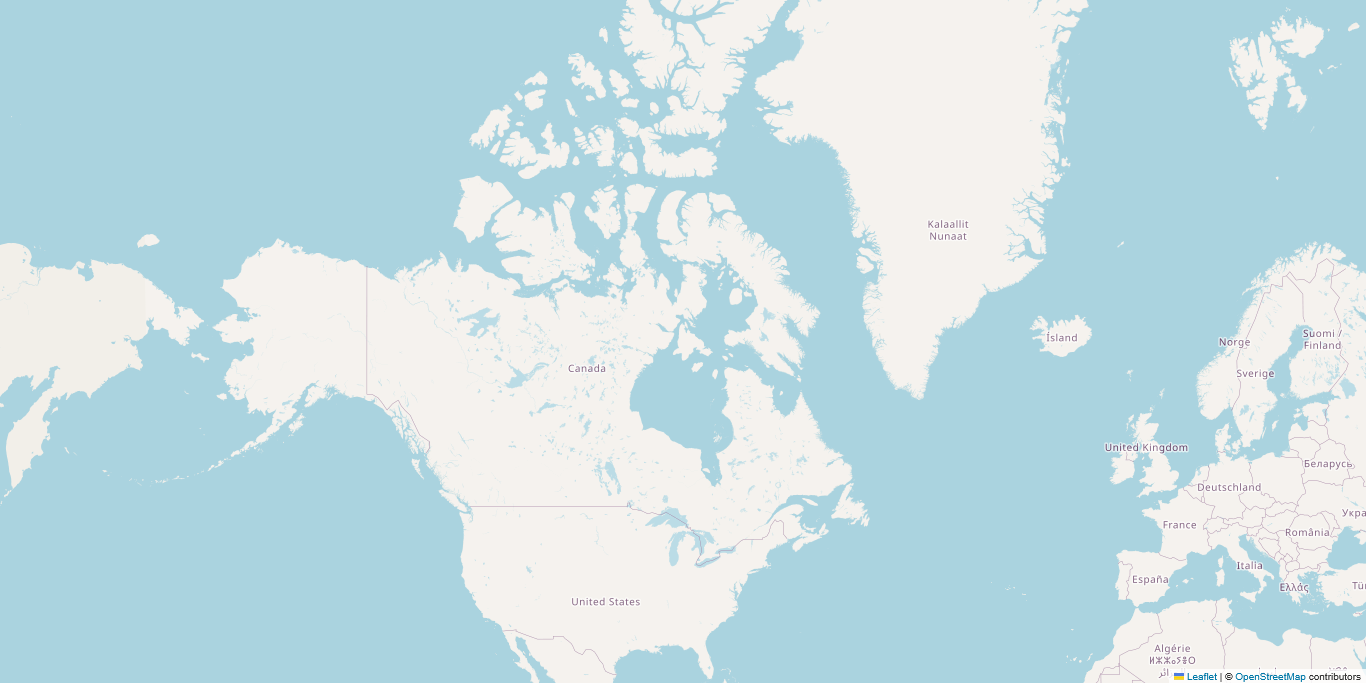 Kalaallit
Nunaat
Ísland
Norge
Suomi /
Finland
Sverige
Canada
United Kingdom
Беларусь
Deutschland
Укра
France
România
Italia
España
Ελλάς
Tü
United States
Algérie
ⵍⵣⵣⴰⵢⴻⵔ
ائر
Leaflet | © OpenStreetMap contributors